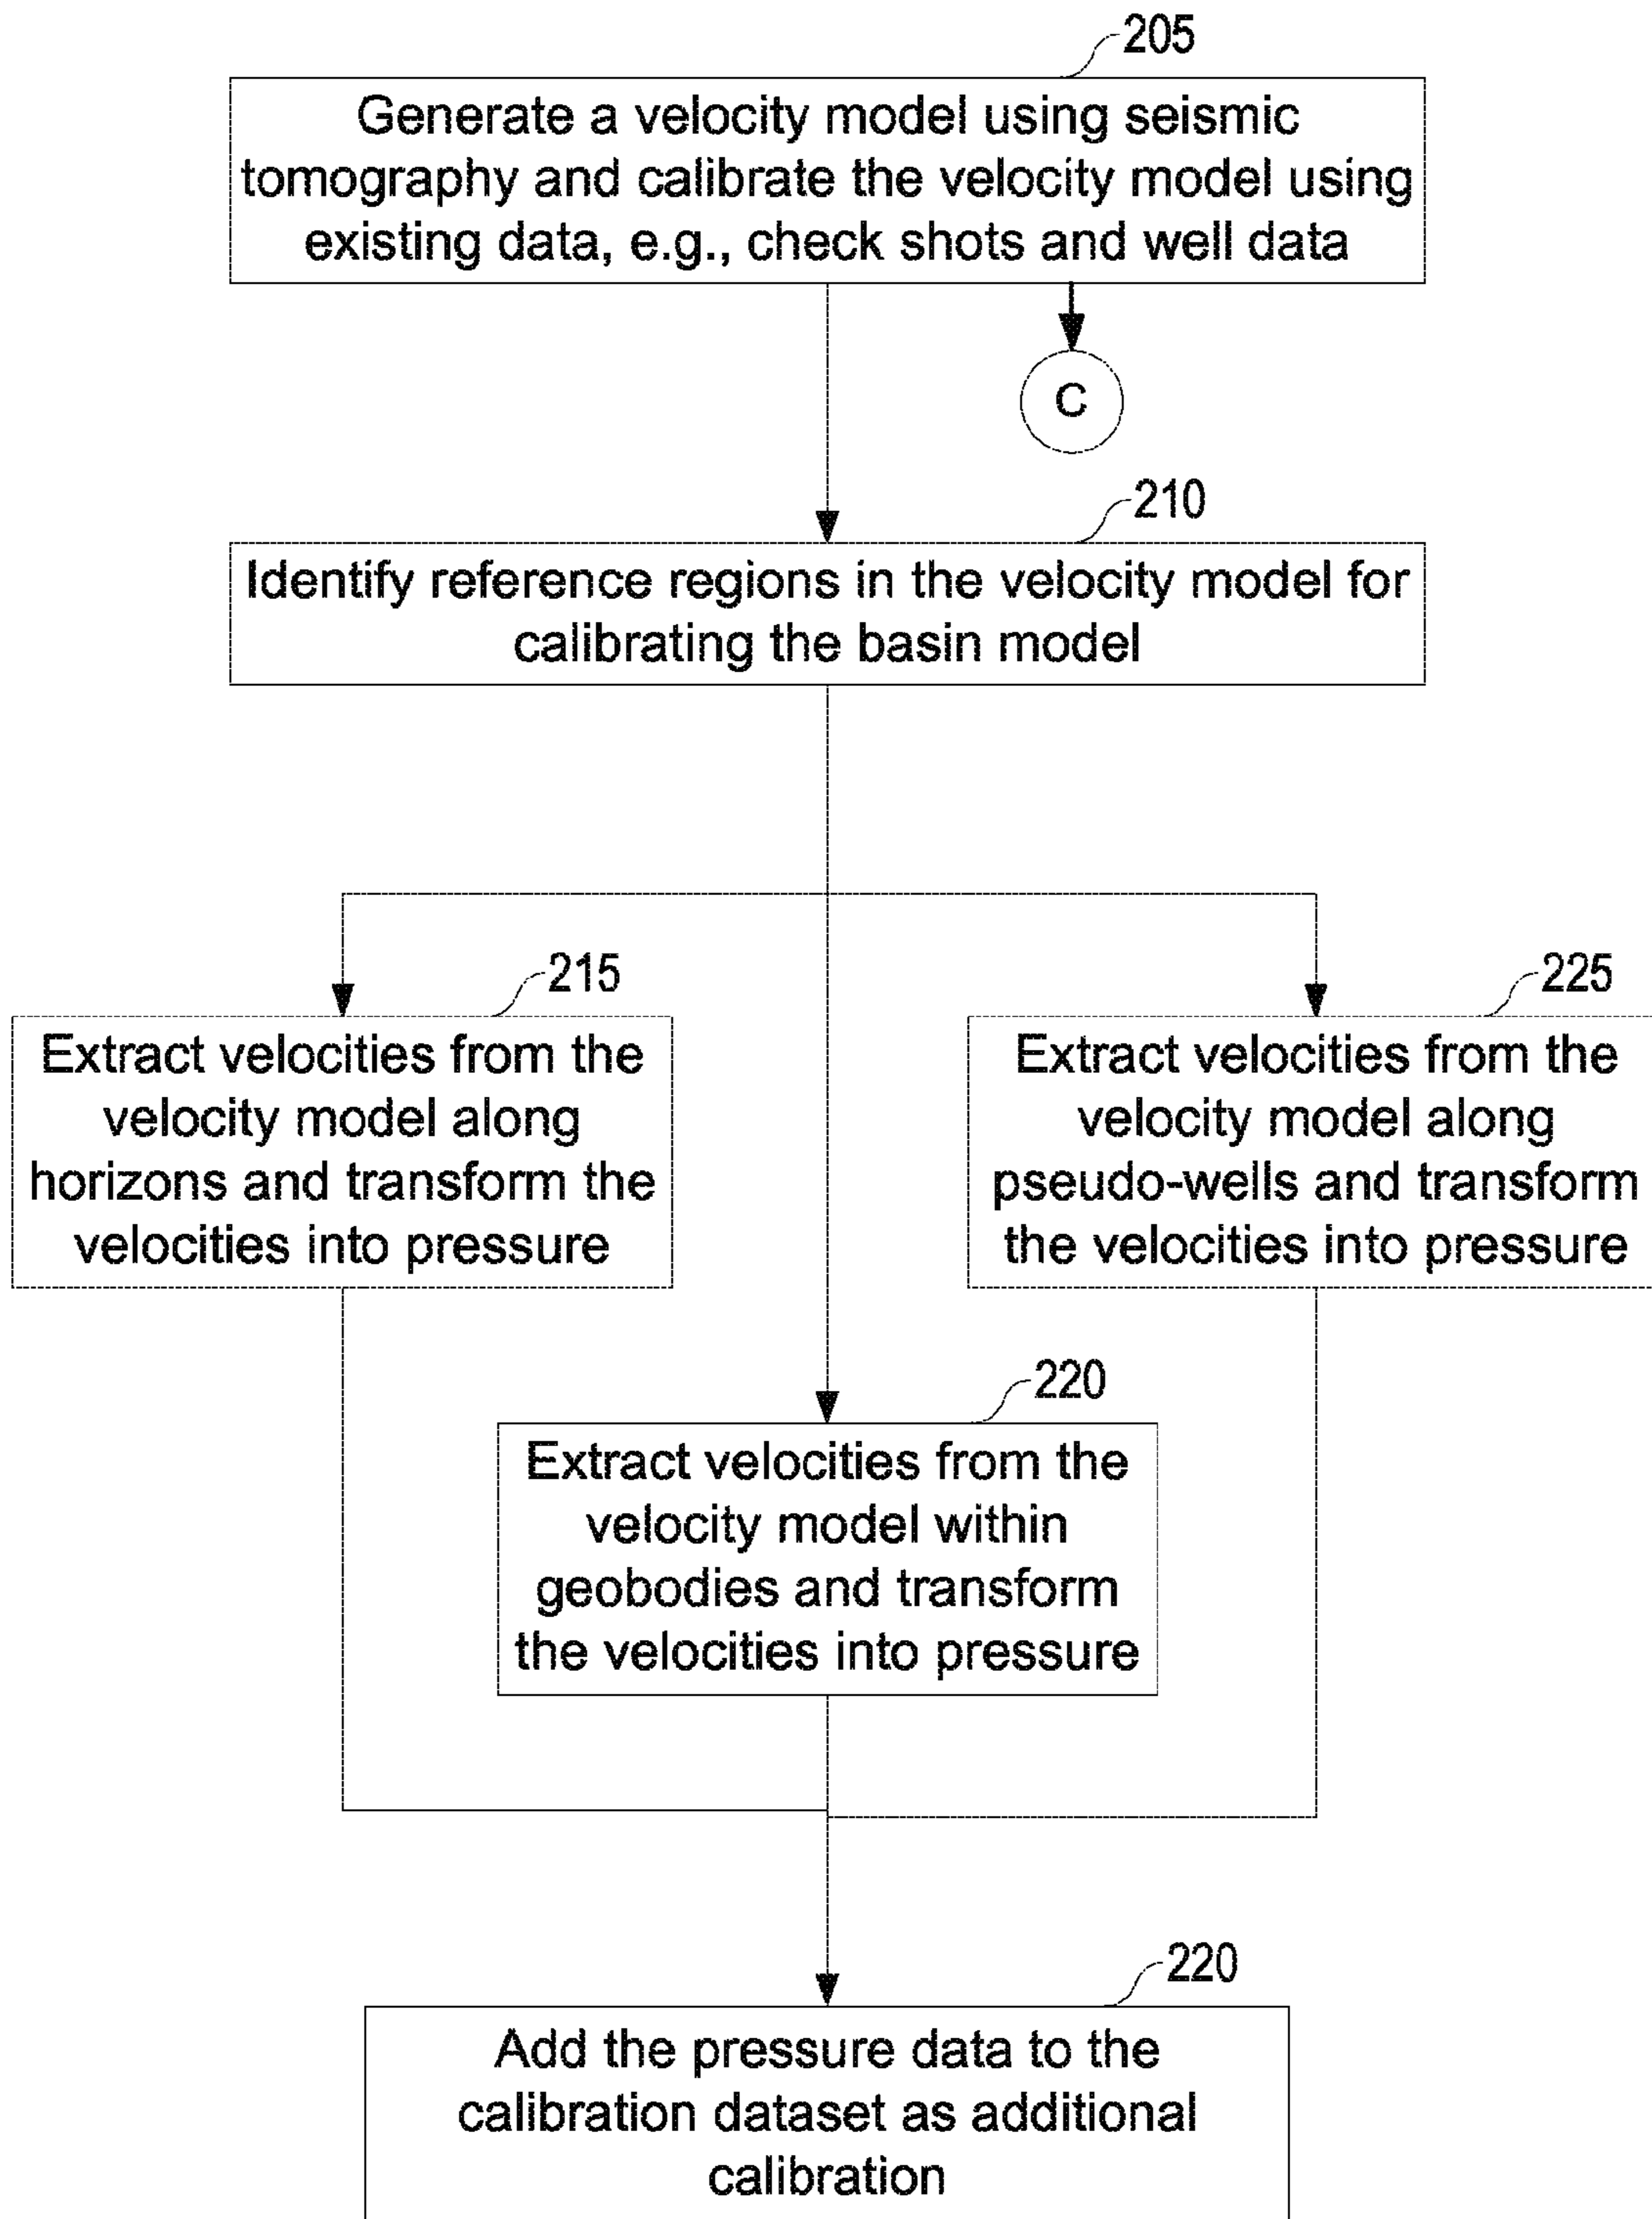 205
Generate a velocity model using seismic
tomography and calibrate the velocity model using
existing data, e.g., check shots and well data
C
210
Identify reference regions in the velocity model for
calibrating the basin model
215
Extract velocities from the
velocity model along
horizons and transform the
velocities into pressure
225
Extract velocities from the
velocity model along
pseudo-wells and transform
the velocities into pressure
220
Extract velocities from the
velocity model within
geobodies and transform
the velocities into pressure
220
Add the pressure data to the
calibration dataset as additional
calibration